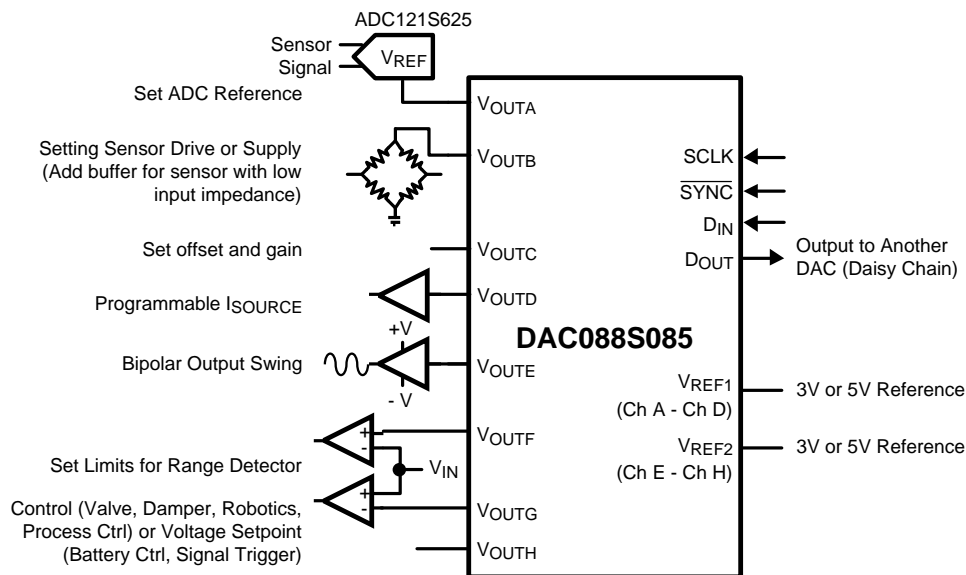 ADC121S625
Sensor
Signal
VREF
Set ADC Reference
VOUTA
Setting Sensor Drive or Supply
(Add buffer for sensor with low
input impedance)
VOUTB
Set offset and gain
VOUTC
Programmable ISOURCE
VOUTD
+V
Bipolar Output Swing
VOUTE
- V
+
-
VOUTF
Set Limits for Range Detector
VIN
+
-
Control (Valve, Damper, Robotics,
Process Ctrl) or Voltage Setpoint
(Battery Ctrl, Signal Trigger)
VOUTG
VOUTH
DAC088S085
SCLK
SYNC
DIN
DOUT
Output to Another
DAC (Daisy Chain)
VREF1
(Ch A - Ch D)
3V or 5V Reference
VREF2
(Ch E - Ch H)
3V or 5V Reference